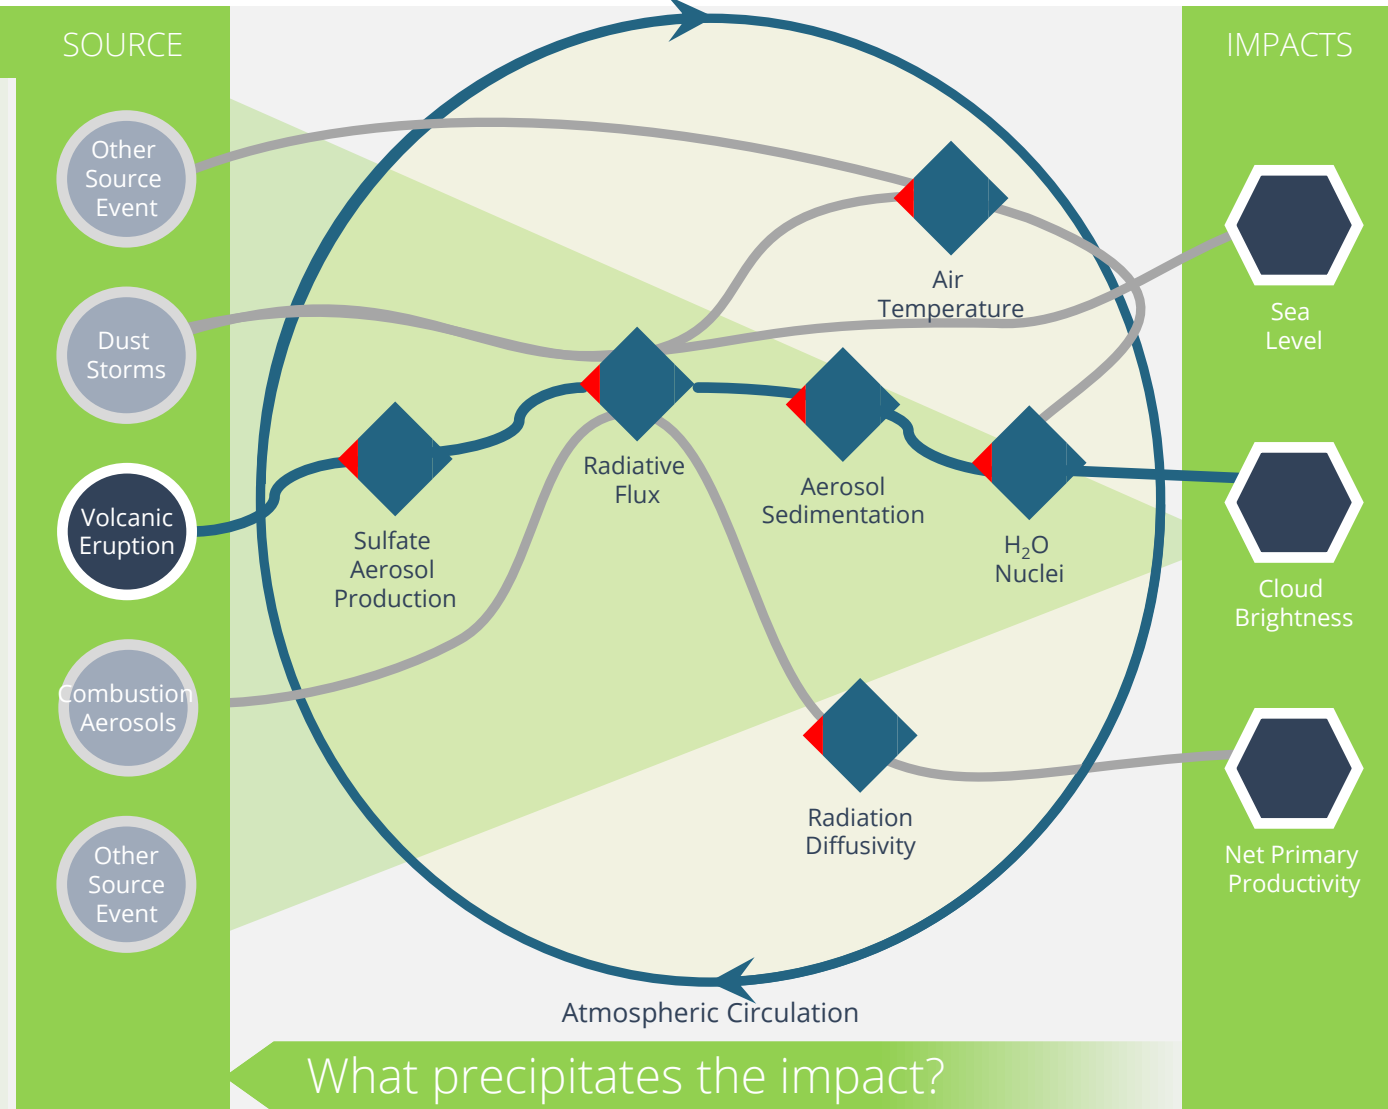 SOURCE
Other
Source
Event
Dust
Storms
Volcanic
Eruption
Combustion
Aerosols
Other
Source
Event
Air
Temperature
Radiative
Flux
Aerosol
Sedimentation
Sulfate
Aerosol
Production
H₂O
Nuclei
Radiation
Diffusivity
Atmospheric Circulation
What precipitates the impact?
IMPACTS
Sea
Level
Cloud
Brightness
Net Primary
Productivity